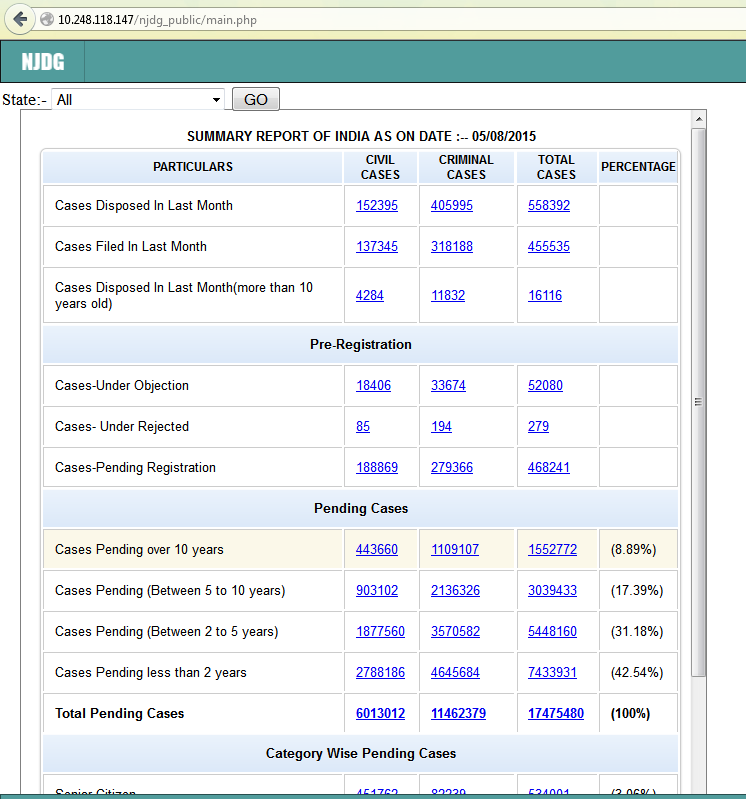 10.248.118.147/njdg_public/main.php
NJDG
State:- All GO
SUMMARY REPORT OF INDIA AS ON DATE :-- 05/08/2015
PARTICULARS CIVIL CASES CRIMINAL CASES TOTAL CASES PERCENTAGE
Cases Disposed In Last Month 152395 405995 558392
Cases Filed In Last Month 137345 318188 455535
Cases Disposed In Last Month(more than 10 years old) 4284 11832 16116
Pre-Registration
Cases-Under Objection 18406 33674 52080
Cases- Under Rejected 85 194 279
Cases-Pending Registration 188869 279366 468241
Pending Cases
Cases Pending over 10 years 443660 1109107 1552772 (8.89%)
Cases Pending (Between 5 to 10 years) 903102 2136326 3039433 (17.39%)
Cases Pending (Between 2 to 5 years) 1877560 3570582 5448160 (31.18%)
Cases Pending less than 2 years 2788186 4645684 7433931 (42.54%)
Total Pending Cases 6013012 11462379 17475480 (100%)
Category Wise Pending Cases
Senior Citizen 451762 82239 534001 (3.06%)